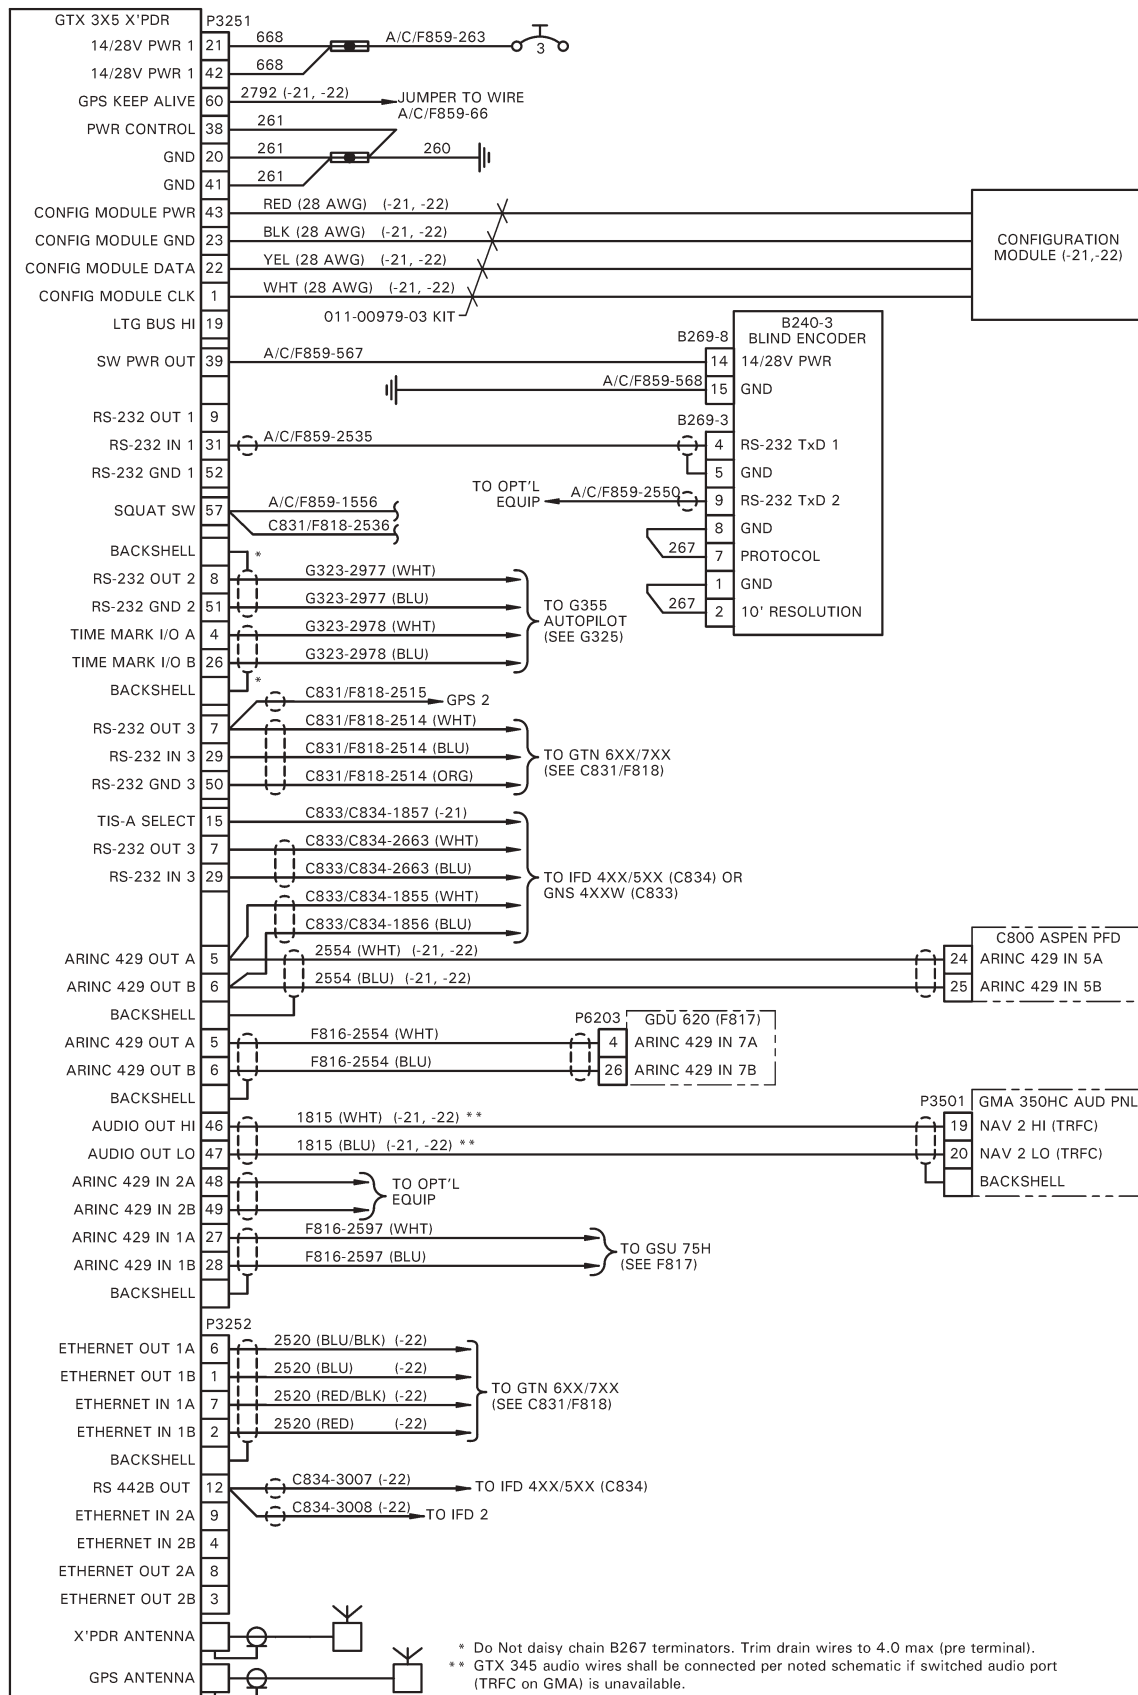 GTX 3X5 X'PDR P3251
14/28V PWR 1 21 668 A/C/F859-263 3
14/28V PWR 1 42 668
GPS KEEP ALIVE 60 2792 (-21, -22) JUMPER TO WIRE
A/C/F859-66
PWR CONTROL 38 261
GND 20 261 260
GND 41 261
CONFIG MODULE PWR 43 RED (28 AWG) (-21, -22)
CONFIG MODULE GND 23 BLK (28 AWG) (-21, -22)
CONFIG MODULE DATA 22 YEL (28 AWG) (-21, -22)
CONFIG MODULE CLK 1 WHT (28 AWG) (-21, -22)
CONFIGURATION
MODULE (-21,-22)
011-00979-03 KIT
LTG BUS HI 19
B240-3
BLIND ENCODER
B269-8
SW PWR OUT 39 A/C/F859-567 14 14/28V PWR
A/C/F859-568 15 GND
RS-232 OUT 1 9
B269-3
RS-232 IN 1 31 A/C/F859-2535 4 RS-232 TxD 1
RS-232 GND 1 52
5 GND
TO OPT'L
EQUIP A/C/F859-2550 9 RS-232 TxD 2
8 GND
267 7 PROTOCOL
1 GND
267 2 10' RESOLUTION
SQUAT SW 57 A/C/F859-1556
C831/F818-2536
BACKSHELL *
RS-232 OUT 2 8 G323-2977 (WHT)
RS-232 GND 2 51 G323-2977 (BLU)
TIME MARK I/O A 4 G323-2978 (WHT)
TIME MARK I/O B 26 G323-2978 (BLU)
TO G355
AUTOPILOT
(SEE G325)
BACKSHELL *
C831/F818-2515 GPS 2
RS-232 OUT 3 7 C831/F818-2514 (WHT)
RS-232 IN 3 29 C831/F818-2514 (BLU)
RS-232 GND 3 50 C831/F818-2514 (ORG)
TO GTN 6XX/7XX
(SEE C831/F818)
TIS-A SELECT 15 C833/C834-1857 (-21)
RS-232 OUT 3 7 C833/C834-2663 (WHT)
RS-232 IN 3 29 C833/C834-2663 (BLU)
C833/C834-1855 (WHT)
C833/C834-1856 (BLU)
TO IFD 4XX/5XX (C834) OR
GNS 4XXW (C833)
C800 ASPEN PFD
ARINC 429 OUT A 5 2554 (WHT) (-21, -22) 24 ARINC 429 IN 5A
ARINC 429 OUT B 6 2554 (BLU) (-21, -22) 25 ARINC 429 IN 5B
BACKSHELL
P6203 GDU 620 (F817)
ARINC 429 OUT A 5 F816-2554 (WHT) 4 ARINC 429 IN 7A
ARINC 429 OUT B 6 F816-2554 (BLU) 26 ARINC 429 IN 7B
BACKSHELL
P3501 GMA 350HC AUD PNL
AUDIO OUT HI 46 1815 (WHT) (-21, -22) ** 19 NAV 2 HI (TRFC)
AUDIO OUT LO 47 1815 (BLU) (-21, -22) ** 20 NAV 2 LO (TRFC)
BACKSHELL
ARINC 429 IN 2A 48
ARINC 429 IN 2B 49
TO OPT'L
EQUIP
ARINC 429 IN 1A 27 F816-2597 (WHT)
ARINC 429 IN 1B 28 F816-2597 (BLU)
TO GSU 75H
(SEE F817)
BACKSHELL
P3252
ETHERNET OUT 1A 6 2520 (BLU/BLK) (-22)
ETHERNET OUT 1B 1 2520 (BLU) (-22)
ETHERNET IN 1A 7 2520 (RED/BLK) (-22)
ETHERNET IN 1B 2 2520 (RED) (-22)
TO GTN 6XX/7XX
(SEE C831/F818)
BACKSHELL
RS 442B OUT 12 C834-3007 (-22) TO IFD 4XX/5XX (C834)
ETHERNET IN 2A 9 C834-3008 (-22) TO IFD 2
ETHERNET IN 2B 4
ETHERNET OUT 2A 8
ETHERNET OUT 2B 3
X'PDR ANTENNA
GPS ANTENNA
* Do Not daisy chain B267 terminators. Trim drain wires to 4.0 max (pre terminal).
** GTX 345 audio wires shall be connected per noted schematic if switched audio port
(TRFC on GMA) is unavailable.